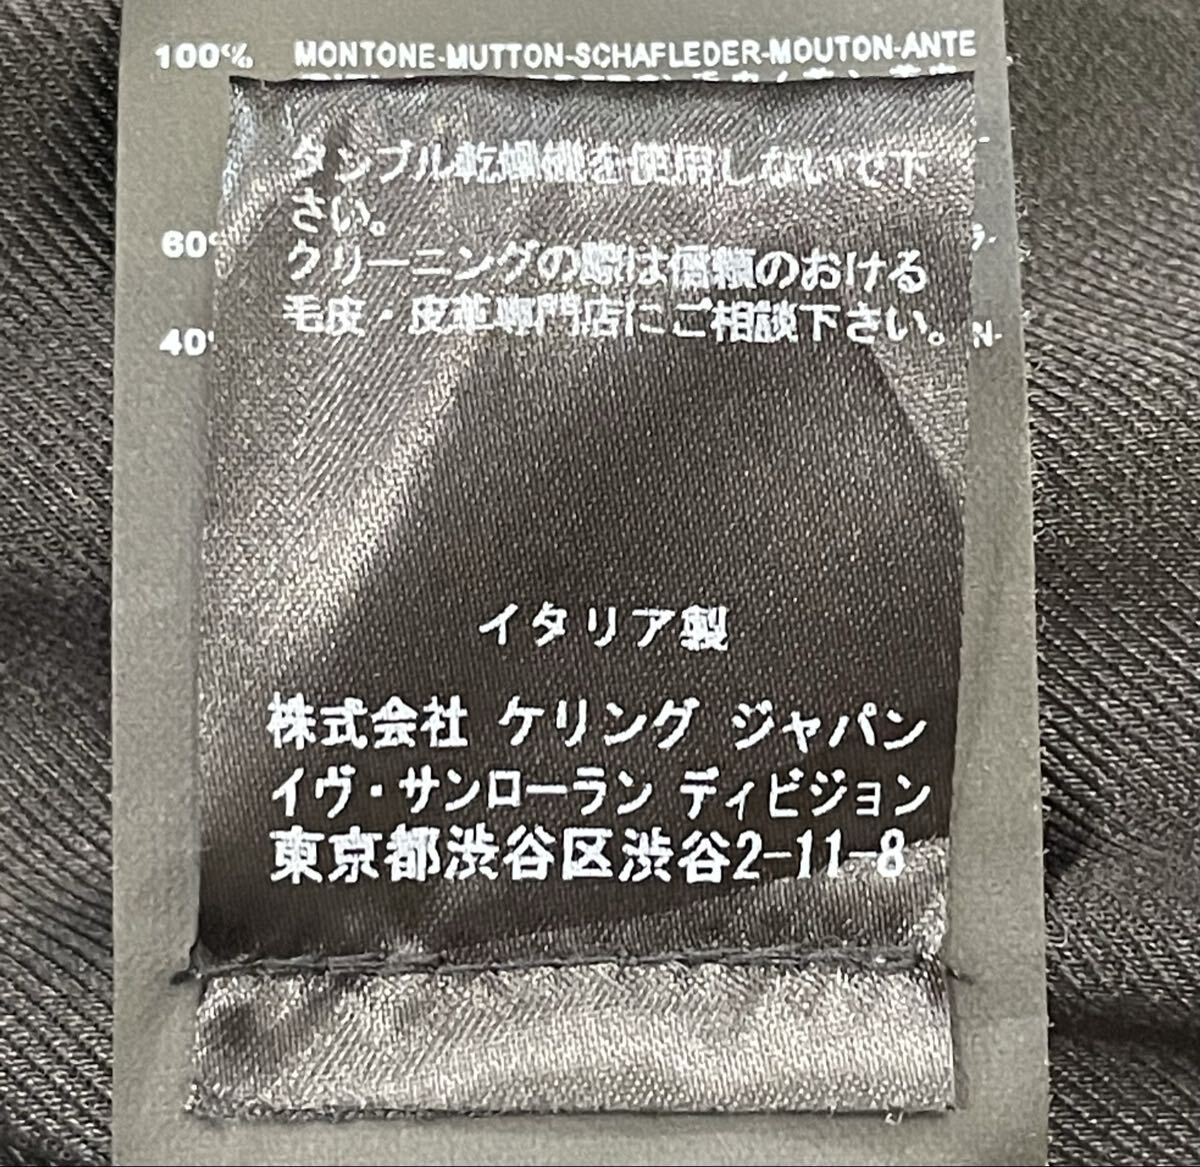 100% MONTONE-MUTTON-SCHAFLEDER-MOUTON-ANTE
タンブル乾燥機を使用しないで下
さい。
クリーニングの際は信頼のおける
毛皮・皮革専門店にご相談下さい。
60
40
イタリア製
株式会社 ケリング ジャパン
イヴ・サンローラン ディビジョン
東京都渋谷区渋谷2-11-8